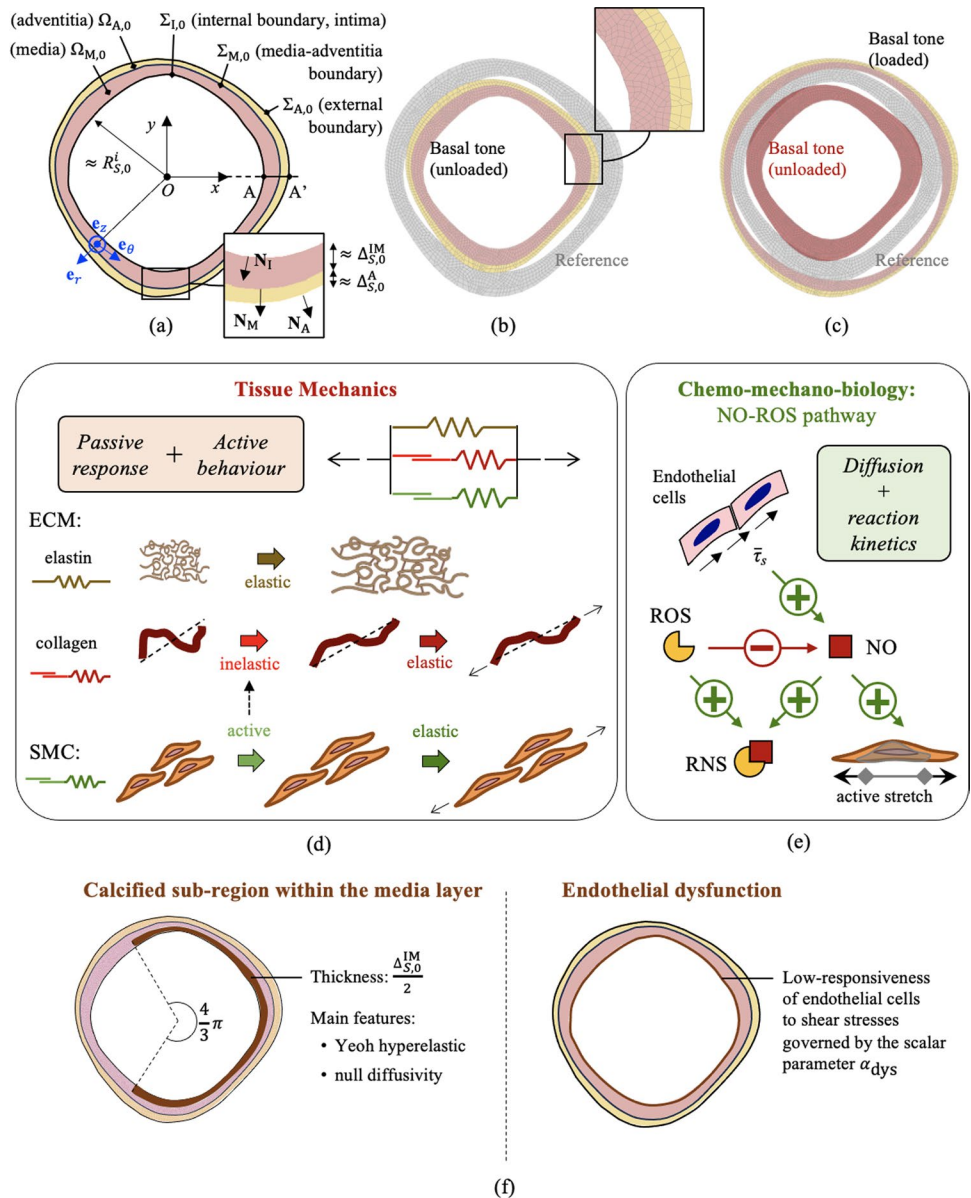 (adventitia) Ω_A,0
Σ_I,0 (internal boundary, intima)
(media) Ω_M,0
Σ_M,0 (media-adventitia
boundary)
Σ_A,0 (external
boundary)
≈ R^i_S,0
y
x
O
A
A'
e_z
e_θ
e_r
N_I
N_M
N_A
≈ Δ^IM_S,0
≈ Δ^A_S,0
(a)
Basal tone
(unloaded)
Reference
(b)
Basal tone
(loaded)
Basal tone
(unloaded)
Reference
(c)
Tissue Mechanics
Passive
response
+
Active
behaviour
ECM:
elastin
elastic
collagen
inelastic
elastic
SMC:
active
elastic
(d)
Chemo-mechano-biology:
NO-ROS pathway
Endothelial
cells
τ̄_s
Diffusion
+
reaction
kinetics
ROS
NO
RNS
active stretch
(e)
Calcified sub-region within the media layer
4/3 π
Thickness: Δ^IM_S,0 / 2
Main features:
• Yeoh hyperelastic
• null diffusivity
Endothelial dysfunction
Low-responsiveness
of endothelial cells
to shear stresses
governed by the scalar
parameter α_dys
(f)